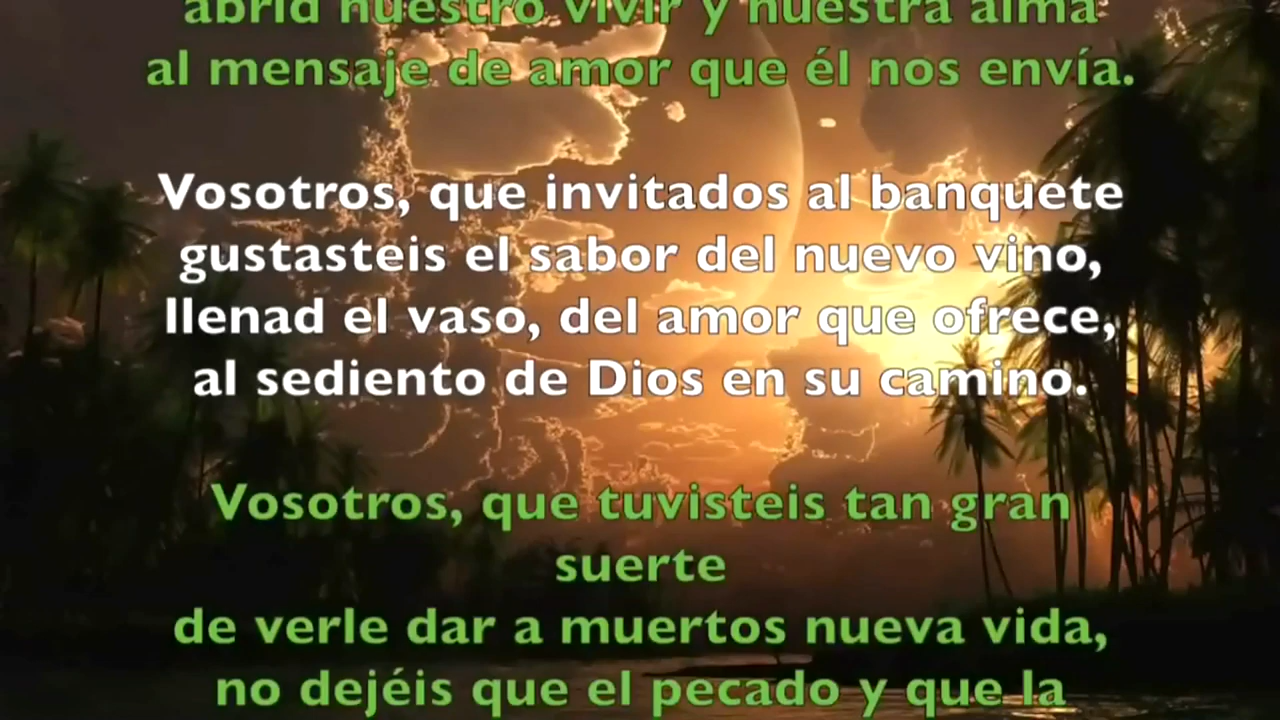 abrid nuestro vivir y nuestra alma
al mensaje de amor que él nos envía.
Vosotros, que invitados al banquete
gustasteis el sabor del nuevo vino,
llenad el vaso, del amor que ofrece,
al sediento de Dios en su camino.
Vosotros, que tuvisteis tan gran
suerte
de verle dar a muertos nueva vida,
no dejéis que el pecado y que la